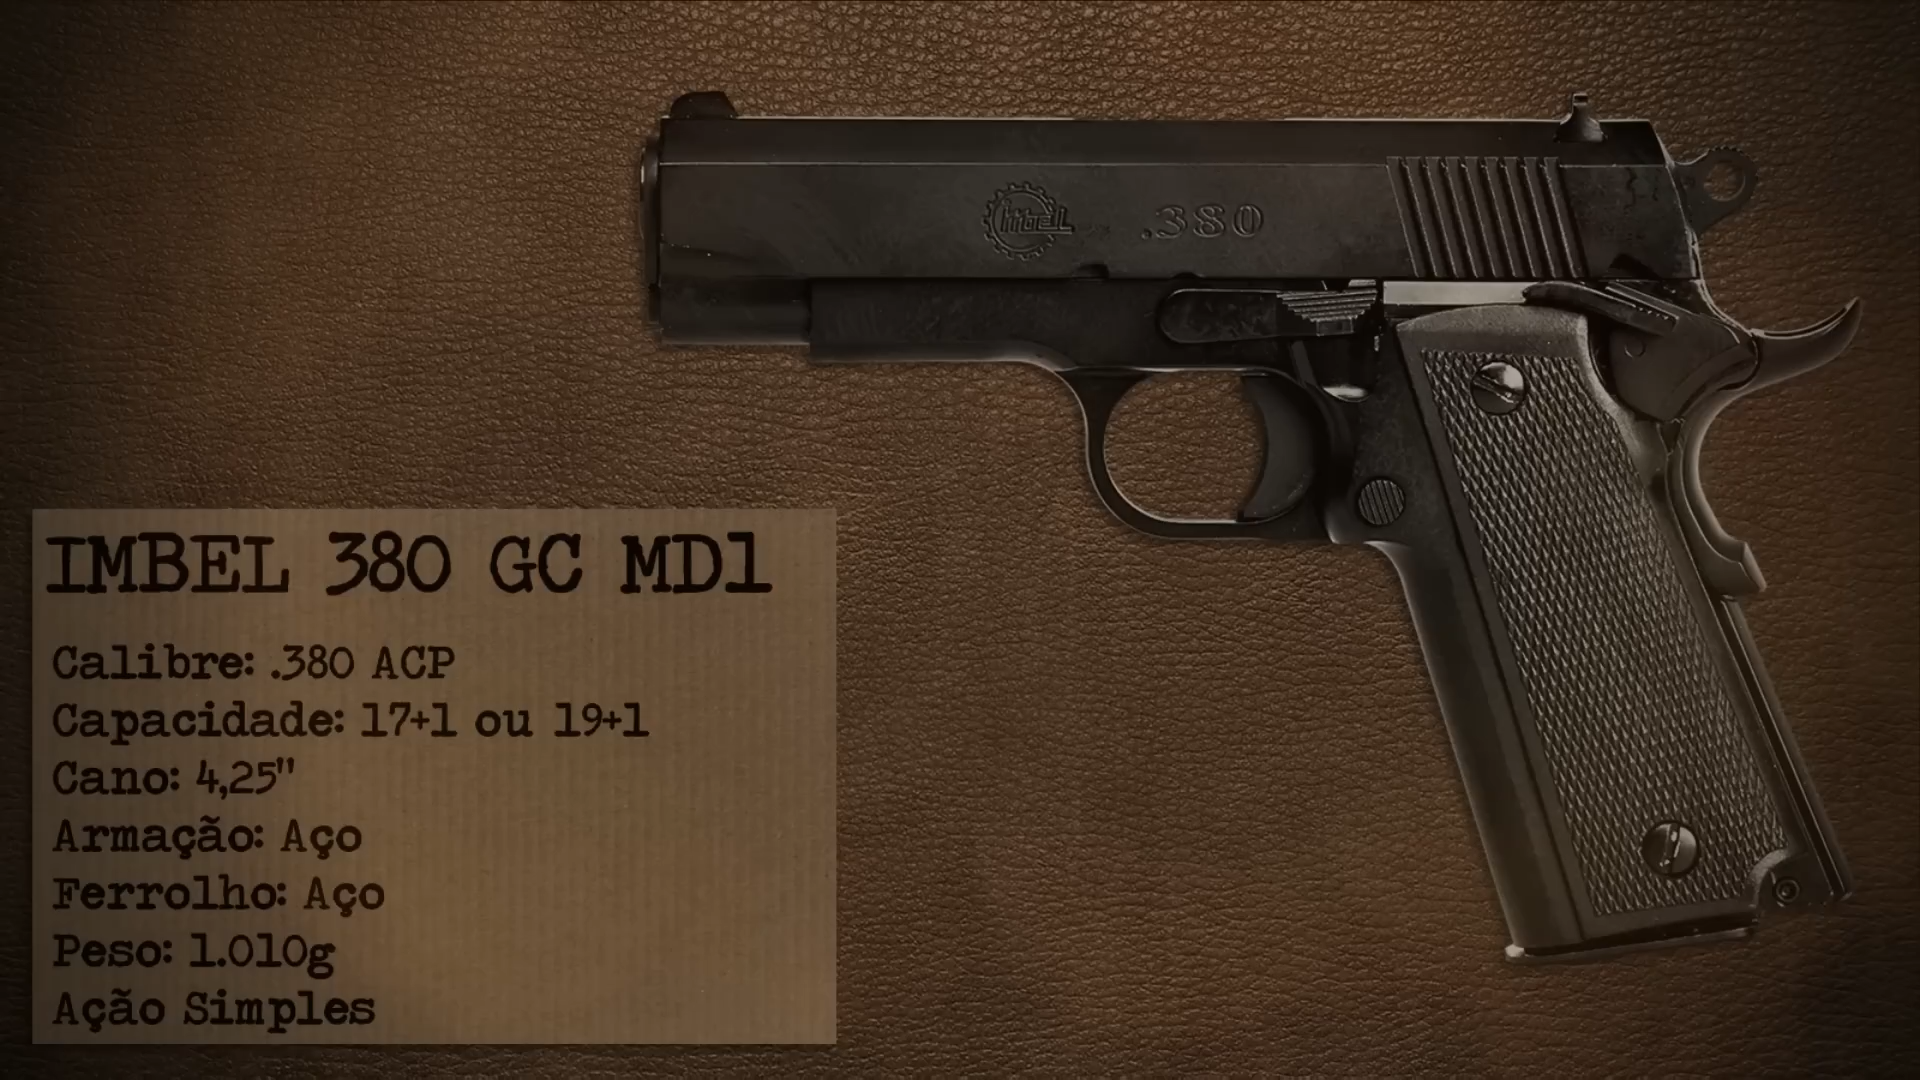 Imbel .380
IMBEL 380 GC MD1
Calibre: .380 ACP
Capacidade: 17+1 ou 19+1
Cano: 4,25"
Armação: Aço
Ferrolho: Aço
Peso: 1.010g
Ação Simples